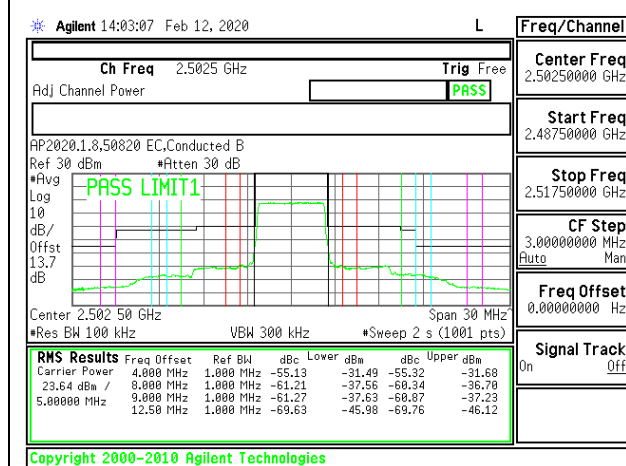 Agilent 14:03:07 Feb 12, 2020 L
Ch Freq 2.5025 GHz Trig Free
Adj Channel Power PASS
AP2020.1.8,50820 EC,Conducted B
Ref 30 dBm #Atten 30 dB
#Avg
Log
10
dB/
Offst
13.7
dB
PASS LIMIT1
Center 2.502 50 GHz Span 30 MHz^
#Res BW 100 kHz VBW 300 kHz #Sweep 2 s (1001 pts)
RMS Results Freq Offset Ref BW dBc Lower dBm dBc Upper dBm
Carrier Power 4.000 MHz 1.000 MHz -55.13 -31.49 -55.32 -31.68
23.64 dBm / 8.000 MHz 1.000 MHz -61.21 -37.56 -60.34 -36.70
5.00000 MHz 9.000 MHz 1.000 MHz -61.27 -37.63 -60.87 -37.23
12.50 MHz 1.000 MHz -69.63 -45.98 -69.76 -46.12
Copyright 2000-2010 Agilent Technologies
Freq/Channel
Center Freq
2.50250000 GHz
Start Freq
2.48750000 GHz
Stop Freq
2.51750000 GHz
CF Step
3.00000000 MHz
Auto Man
Freq Offset
0.00000000 Hz
Signal Track
On Off